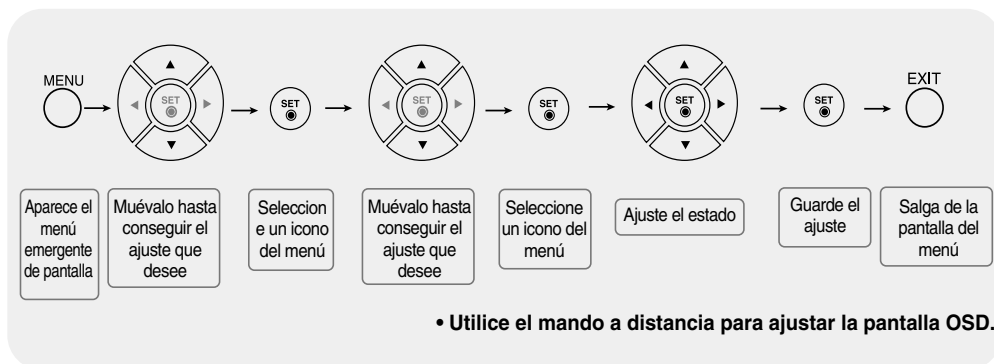 MENU
SET
SET
SET
SET
SET
SET
EXIT
Aparece el
menú
emergente
de pantalla
Muévalo hasta
conseguir el
ajuste que
desee
Seleccion
e un icono
del menú
Muévalo hasta
conseguir el
ajuste que
desee
Seleccione
un icono del
menú
Ajuste el estado
Guarde el
ajuste
Salga de la
pantalla del
menú
• Utilice el mando a distancia para ajustar la pantalla OSD.